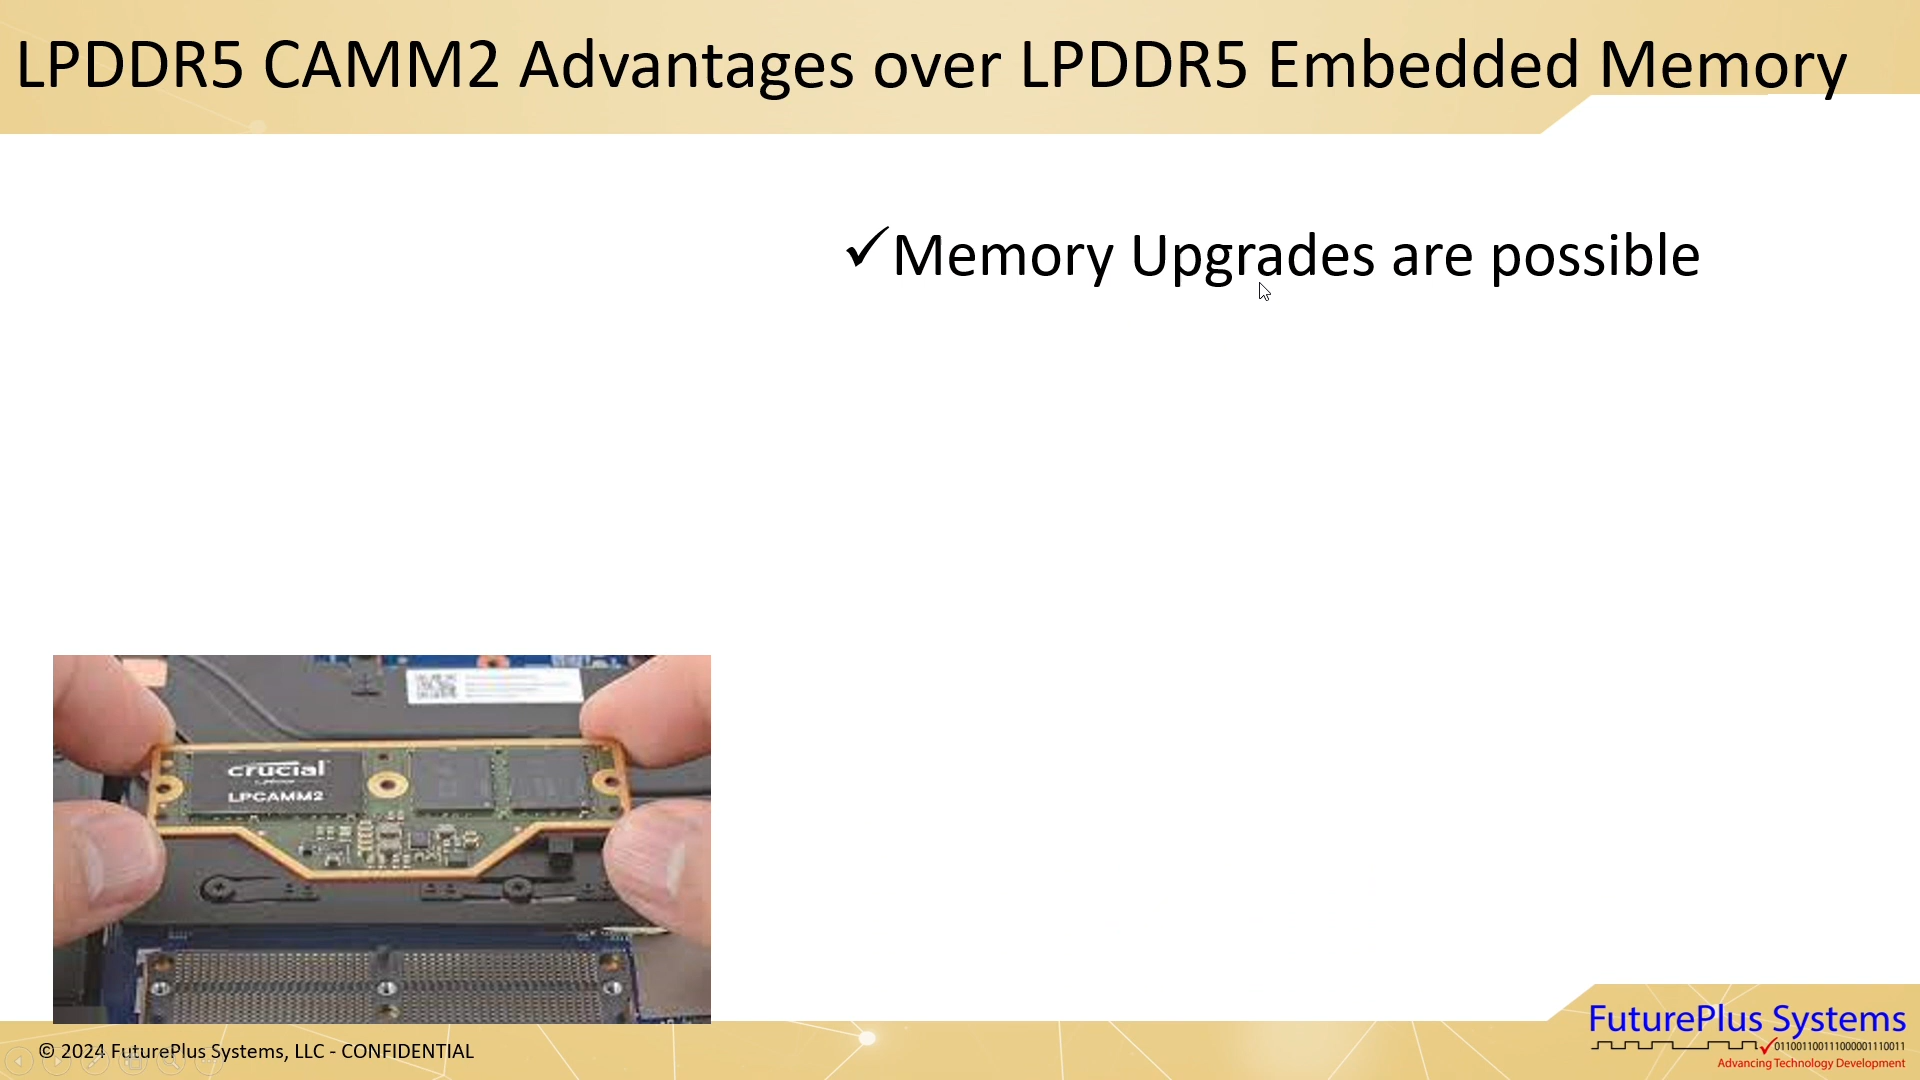 LPDDR5 CAMM2 Advantages over LPDDR5 Embedded Memory
✓Memory Upgrades are possible
crucial
LPCAMM2
© 2024 FuturePlus Systems, LLC - CONFIDENTIAL
FuturePlus Systems
0110011001110000011110011
Advancing Technology Development